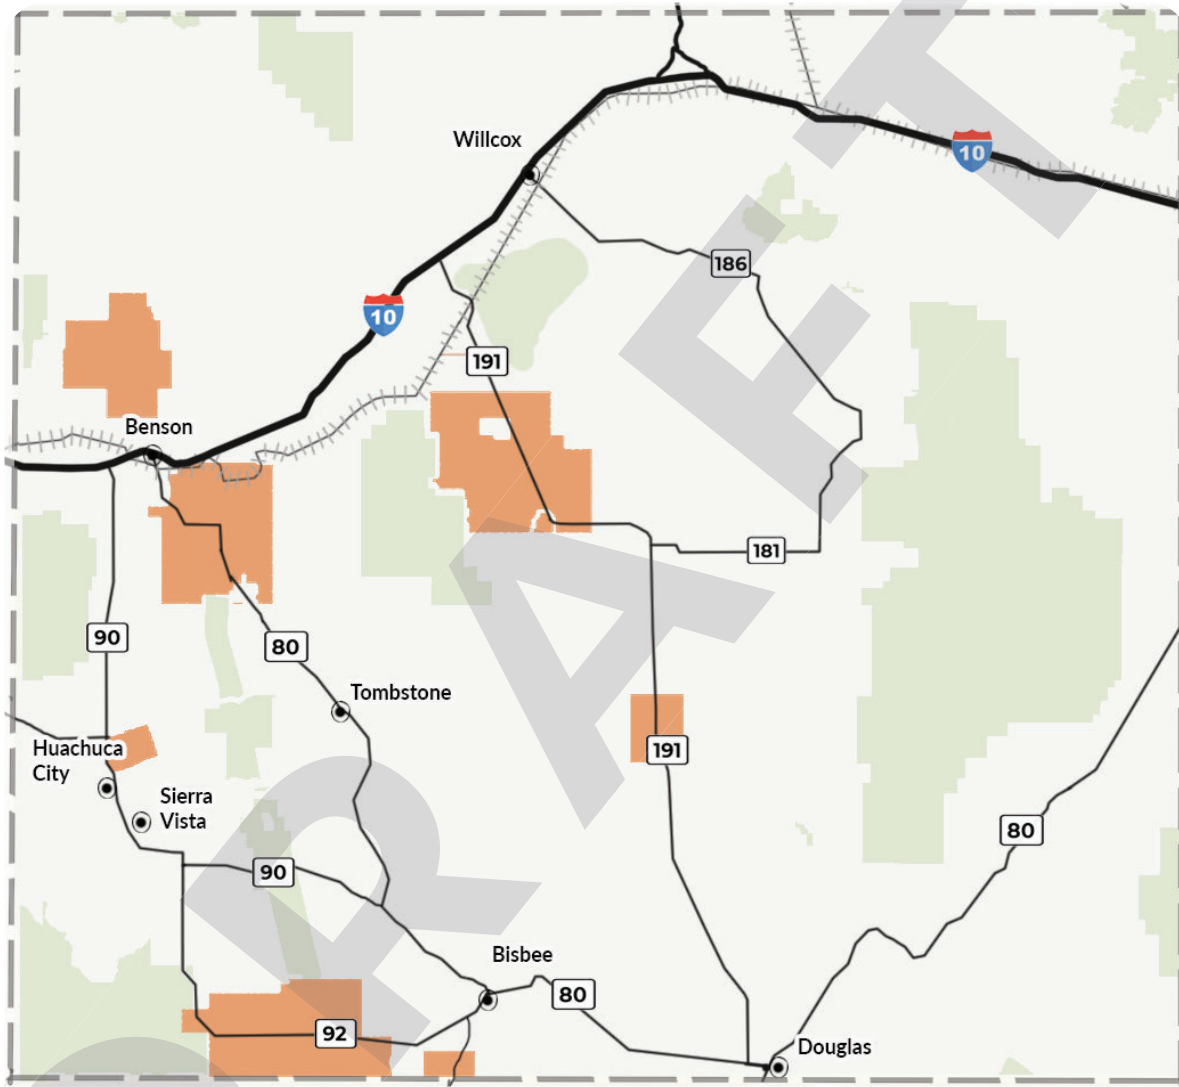 Willcox
10
186
10
191
Benson
181
90
80
Tombstone
191
Huachuca
City
Sierra
Vista
80
90
Bisbee
80
92
Douglas
DRAFT